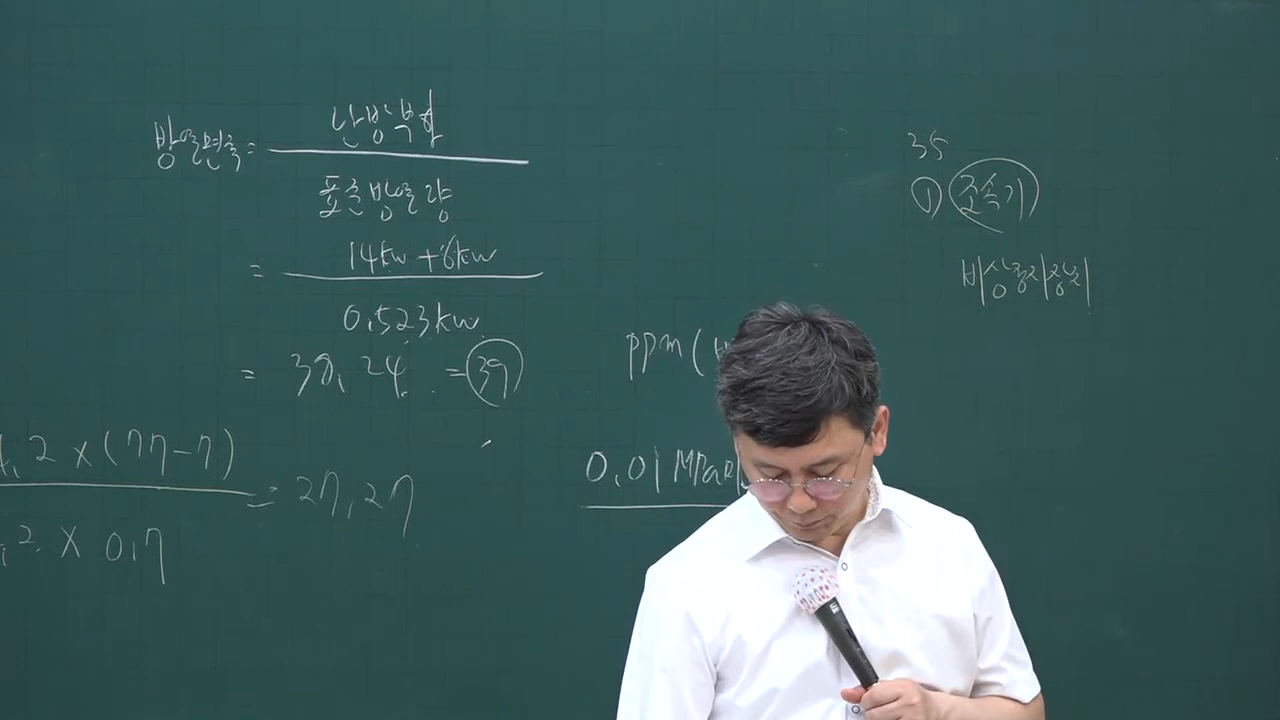 방열면적 = 난방부하
표준방열량
= 14kw + 6kw
0.523kw
= 38.24 = 39
.2 x (77-7)
² x 0.7
= 27.27
ppm (
0.01 MPa
35
① 조속기
비상정지장치